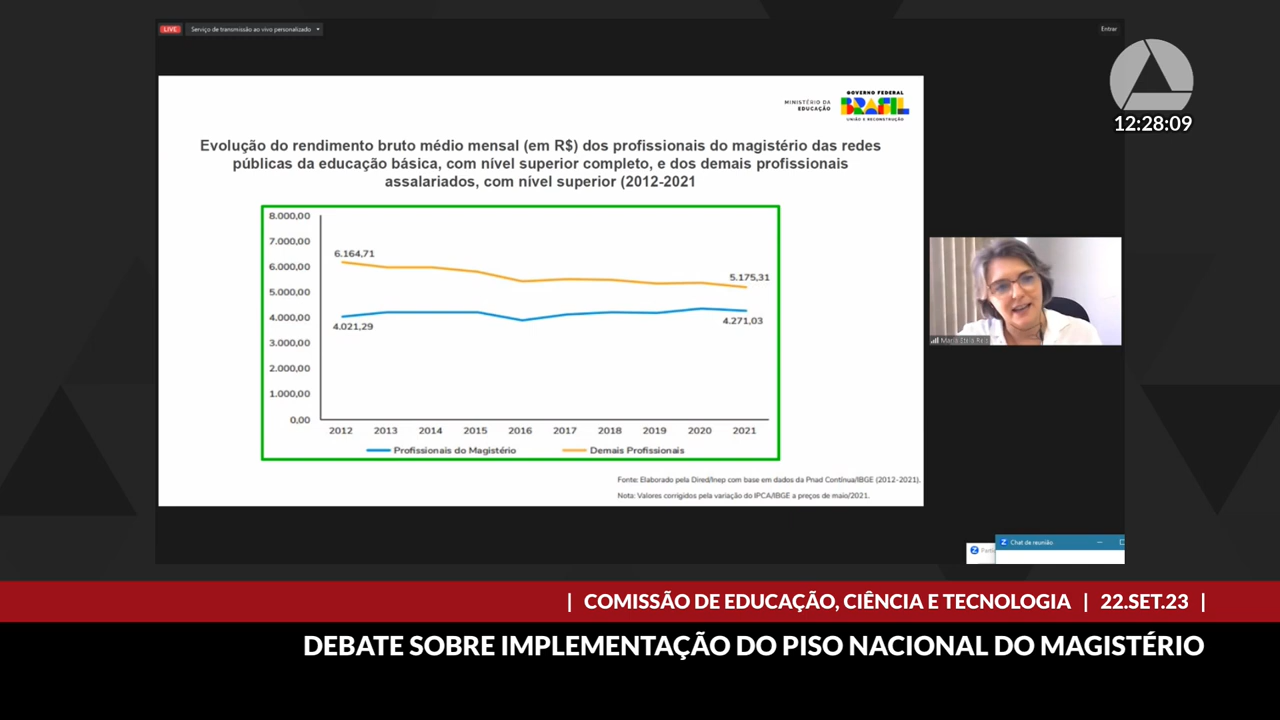 LIVE
Serviço de transmissão ao vivo personalizado
Entrar
12:28:09
MINISTÉRIO DA
EDUCAÇÃO
GOVERNO FEDERAL
BRASIL
UNIÃO E RECONSTRUÇÃO
Evolução do rendimento bruto médio mensal (em R$) dos profissionais do magistério das redes
públicas da educação básica, com nível superior completo, e dos demais profissionais
assalariados, com nível superior (2012-2021
8.000,00
7.000,00
6.000,00
5.000,00
4.000,00
3.000,00
2.000,00
1.000,00
0,00
6.164,71
5.175,31
4.021,29
4.271,03
2012 2013 2014 2015 2016 2017 2018 2019 2020 2021
Profissionais do Magistério Demais Profissionais
Fonte: Elaborado pela Dired/Inep com base em dados da Pnad Contínua/IBGE (2012-2021).
Nota: Valores corrigidos pela variação do IPCA/IBGE a preços de maio/2021.
Chat de reunião
| COMISSÃO DE EDUCAÇÃO, CIÊNCIA E TECNOLOGIA | 22.SET.23 |
DEBATE SOBRE IMPLEMENTAÇÃO DO PISO NACIONAL DO MAGISTÉRIO